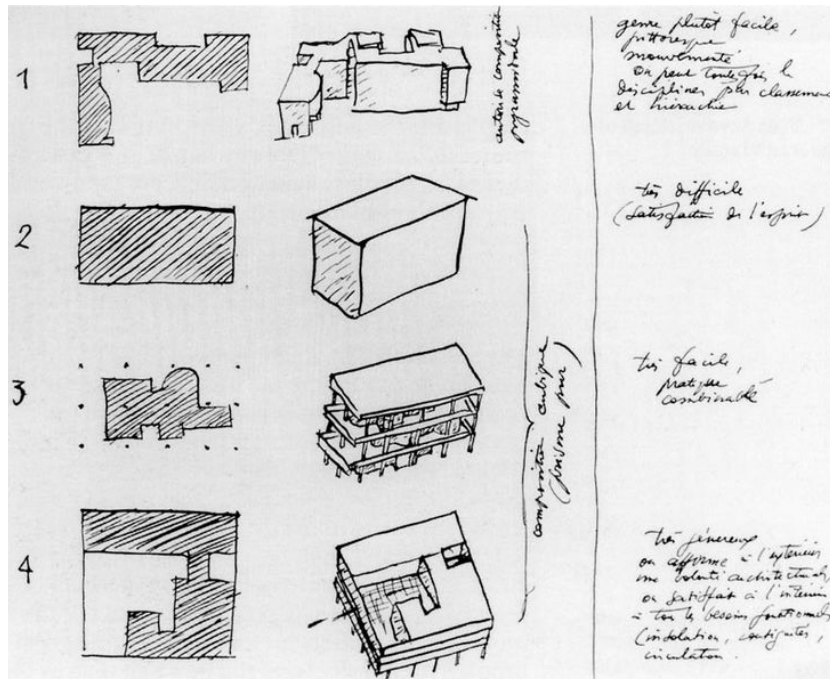 1
genre plutôt facile,
pittoresque
mouvementé
on peut toutefois le
discipliner par classement
et hiérarchie
2
très difficile
(satisfaction de l'esprit)
3
très facile,
pratique
combinable
composition cubique
(prisme pur)
4
très généreux
on affirme à l'extérieur
une volonté architecturale,
on satisfait à l'intérieur
à tous les besoins fonctionnels
(insolation, contiguités,
circulation.